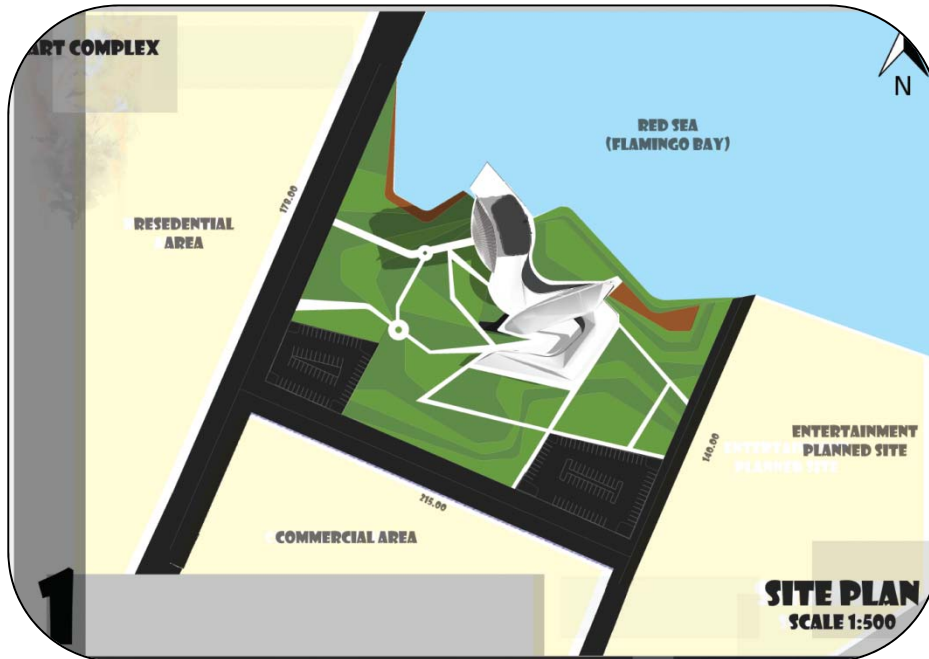 ART COMPLEX
N
RED SEA
(FLAMINGO BAY)
179.00
RESEDENTIAL
AREA
ENTERTAINMENT
PLANNED SITE
140.00
215.00
COMMERCIAL AREA
SITE PLAN
SCALE 1:500
1